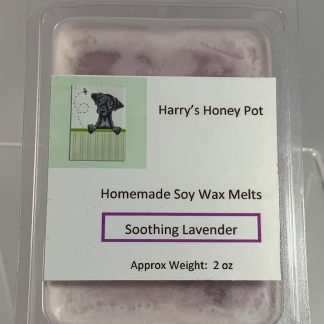 Harry's Honey Pot
Homemade Soy Wax Melts
Soothing Lavender
Approx Weight: 2 oz